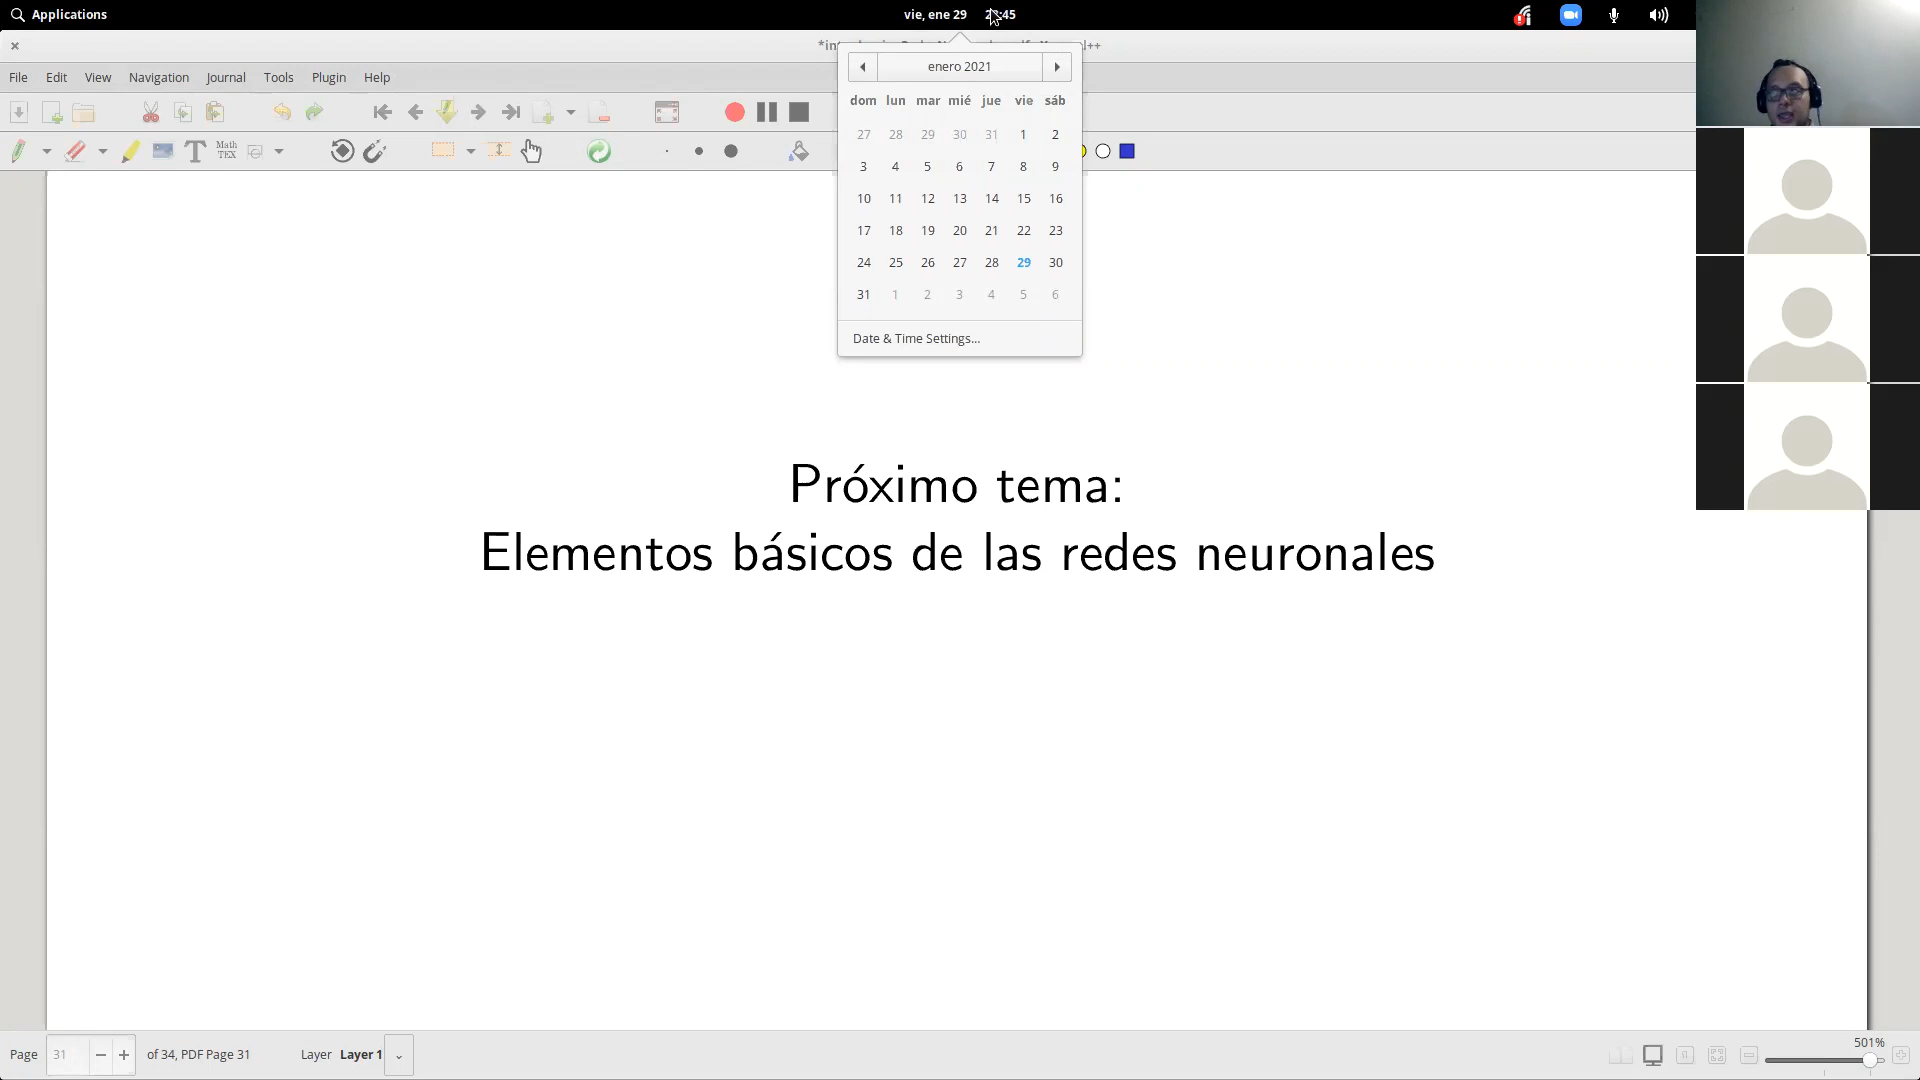 Applications
vie, ene 29
File Edit View Navigation Journal Tools Plugin Help
enero 2021
dom lun mar mié jue vie sáb
27 28 29 30 31 1 2
3 4 5 6 7 8 9
10 11 12 13 14 15 16
17 18 19 20 21 22 23
24 25 26 27 28 29 30
31 1 2 3 4 5 6
Date & Time Settings...
Math
TEX
T
Próximo tema:
Elementos básicos de las redes neuronales
Page 31 of 34, PDF Page 31 Layer Layer 1
501%